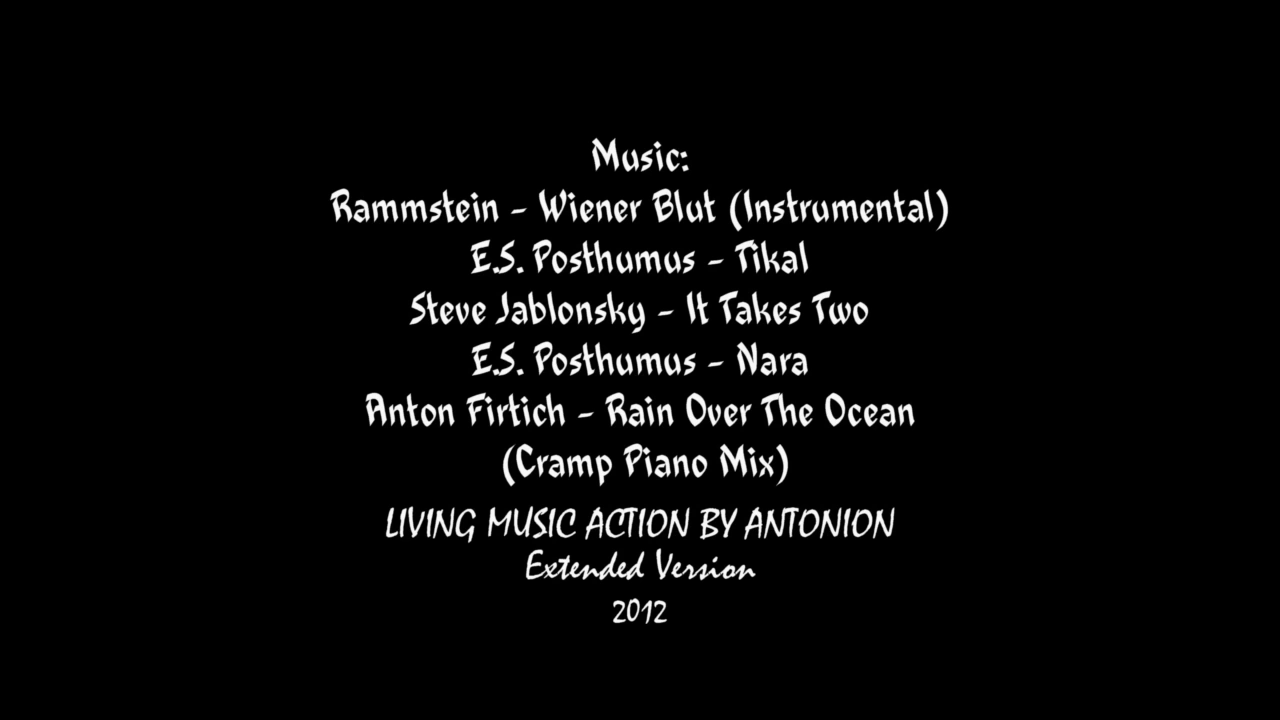 Music:
Rammstein - Wiener Blut (Instrumental)
E.S. Posthumus - Tikal
Steve Jablonsky - It Takes Two
E.S. Posthumus - Nara
Anton Firtich - Rain Over The Ocean
(Cramp Piano Mix)
LIVING MUSIC ACTION BY ANTONION
Extended Version
2012